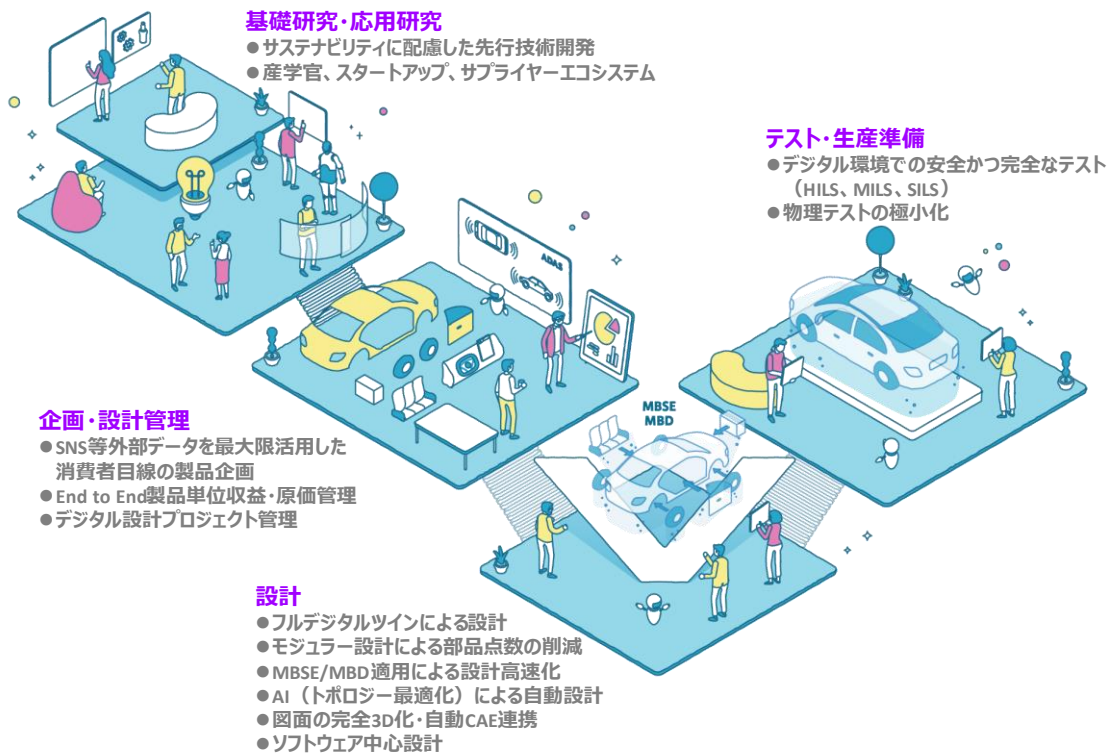 基礎研究・応用研究
●サステナビリティに配慮した先行技術開発
●産学官、スタートアップ、サプライヤーエコシステム
テスト・生産準備
●デジタル環境での安全かつ完全なテスト
（HILS、MILS、SILS）
●物理テストの極小化
ADAS
企画・設計管理
●SNS等外部データを最大限活用した
消費者目線の製品企画
●End to End製品単位収益・原価管理
●デジタル設計プロジェクト管理
MBSE
MBD
設計
●フルデジタルツインによる設計
●モジュラー設計による部品点数の削減
●MBSE/MBD適用による設計高速化
●AI（トポロジー最適化）による自動設計
●図面の完全3D化・自動CAE連携
●ソフトウェア中心設計